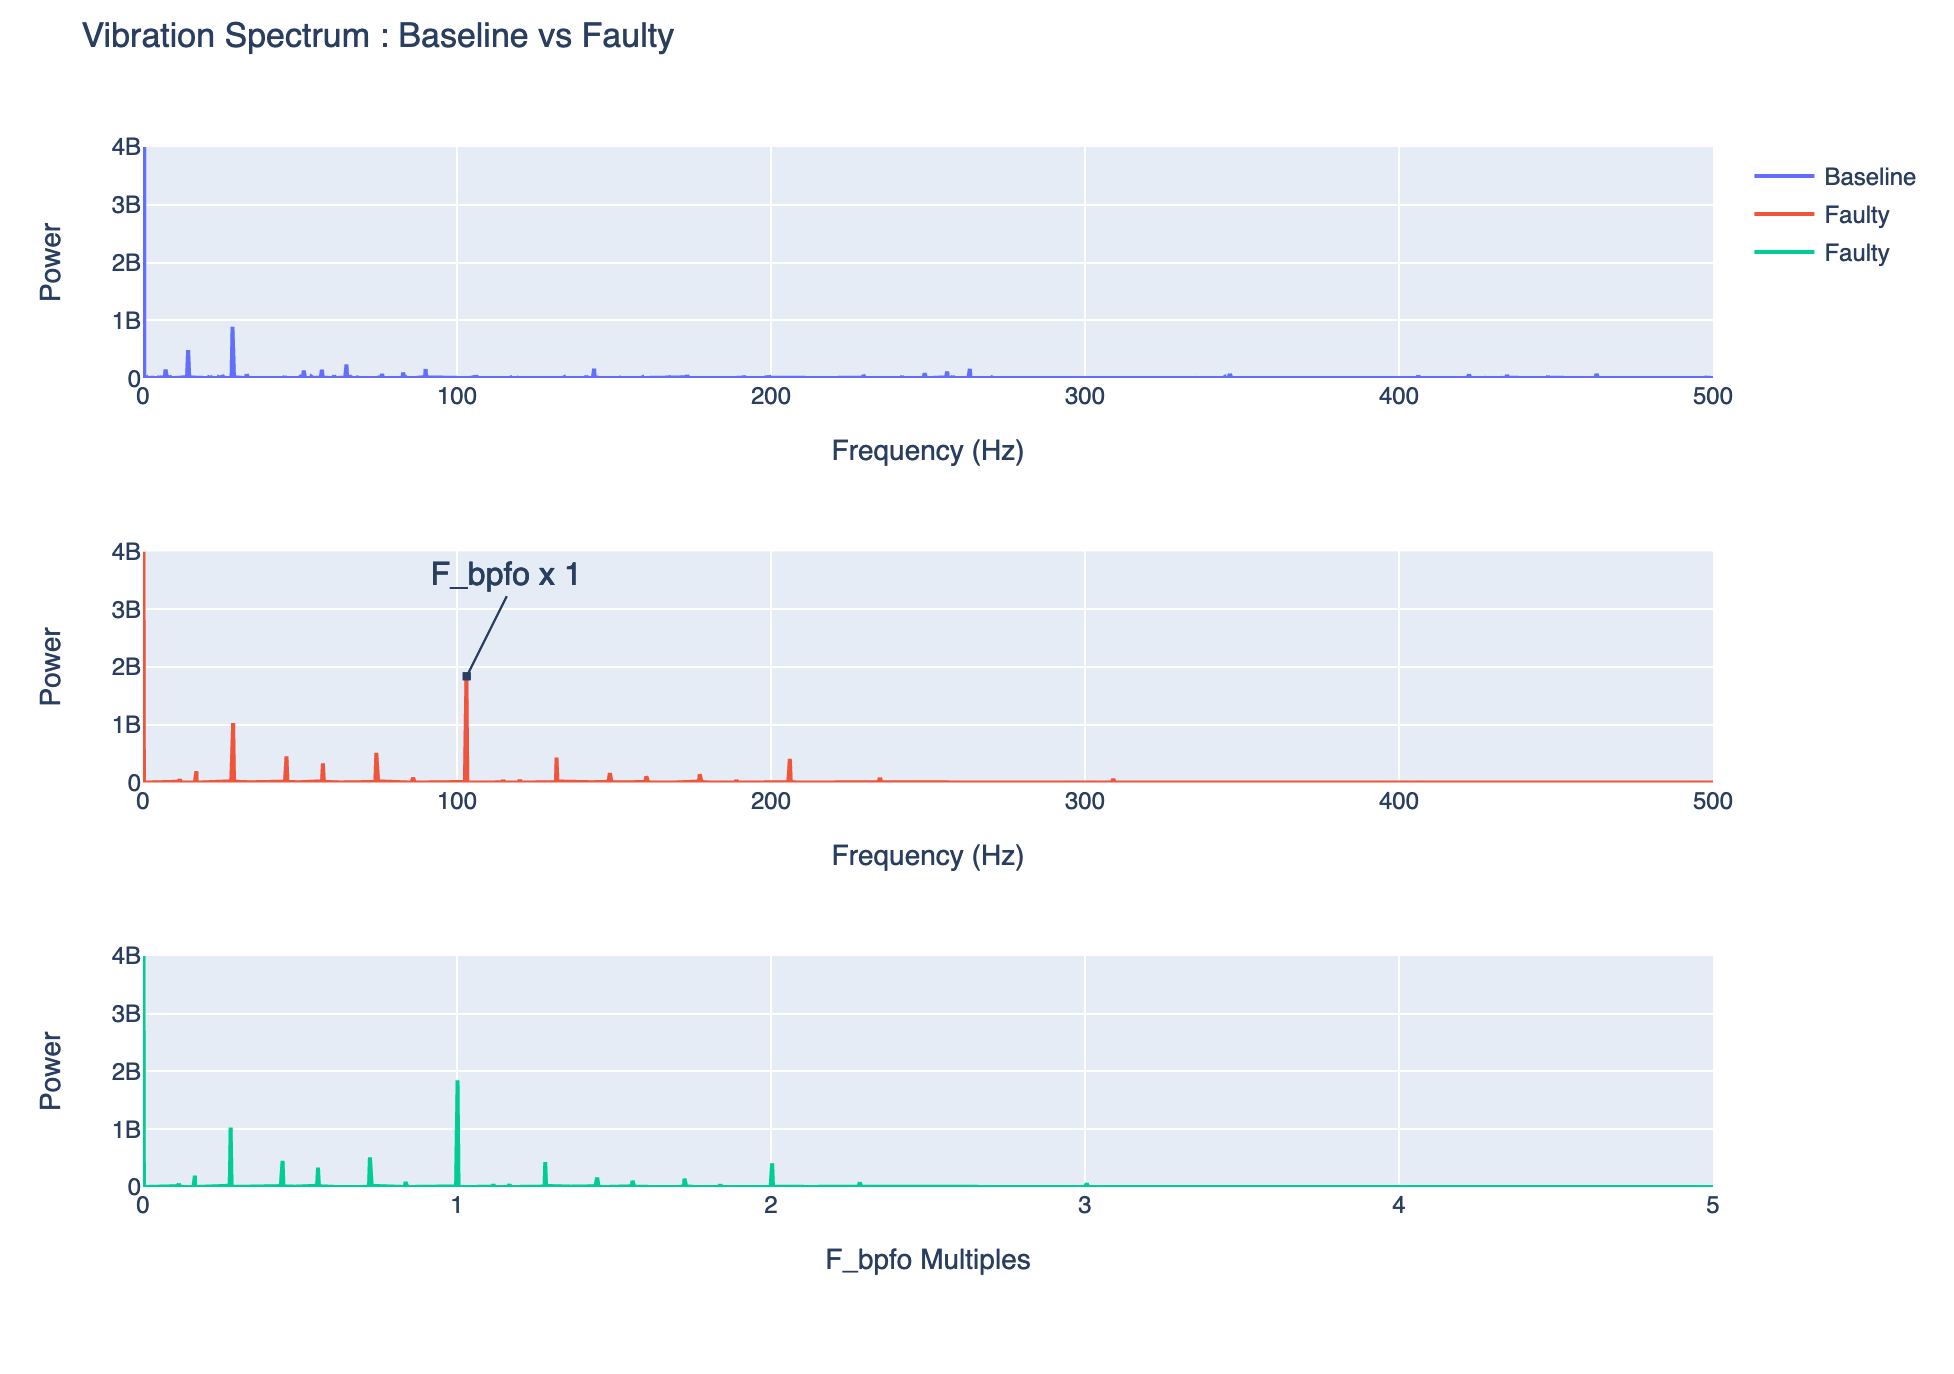 Vibration Spectrum : Baseline vs Faulty
4B
3B
2B
1B
0
Power
0 100 200 300 400 500
Frequency (Hz)
Baseline
Faulty
Faulty
4B
3B
2B
1B
0
Power
F_bpfo x 1
0 100 200 300 400 500
Frequency (Hz)
4B
3B
2B
1B
0
Power
0 1 2 3 4 5
F_bpfo Multiples